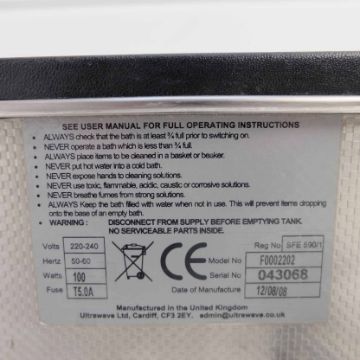 SEE USER MANUAL FOR FULL OPERATING INSTRUCTIONS
• ALWAYS check that the bath is at least ¾ full prior to switching on.
• NEVER operate a bath which is less than ¾ full.
• ALWAYS place items to be cleaned in a basket or beaker.
• NEVER put hot water into a cold bath.
• NEVER expose hands to cleaning solutions.
• NEVER use toxic, flammable, acidic, caustic or corrosive solutions.
• NEVER breathe fumes from strong solutions.
• ALWAYS Keep the bath filled with water when not in use. This will prevent items dropping onto the base of an empty tank.
WARNING : DISCONNECT FROM SUPPLY BEFORE EMPTYING TANK.
NO SERVICEABLE PARTS INSIDE.
Volts 220-240
Hertz 50-60
Watts 100
Fuse T5.0A
CE
Reg No SFE 590/1
Model No F0002202
Serial No 043068
Date 12/08/08
Manufactured in the United Kingdom
Ultrawave Ltd, Cardiff, CF3 2EY. admin@ultrawave.co.uk